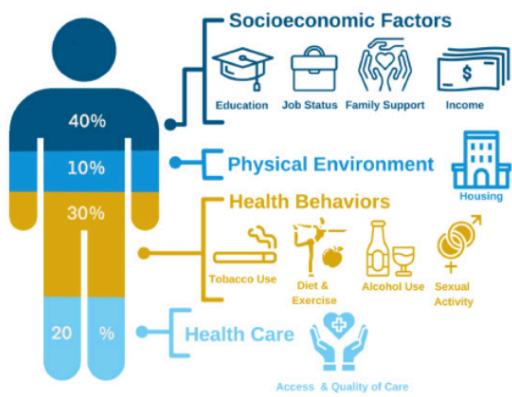 Socioeconomic Factors
$
Education Job Status Family Support Income
40%
10%
Physical Environment
Housing
30%
Health Behaviors
Tobacco Use
Diet &
Exercise
Alcohol Use
Sexual
Activity
20 %
Health Care
Access & Quality of Care